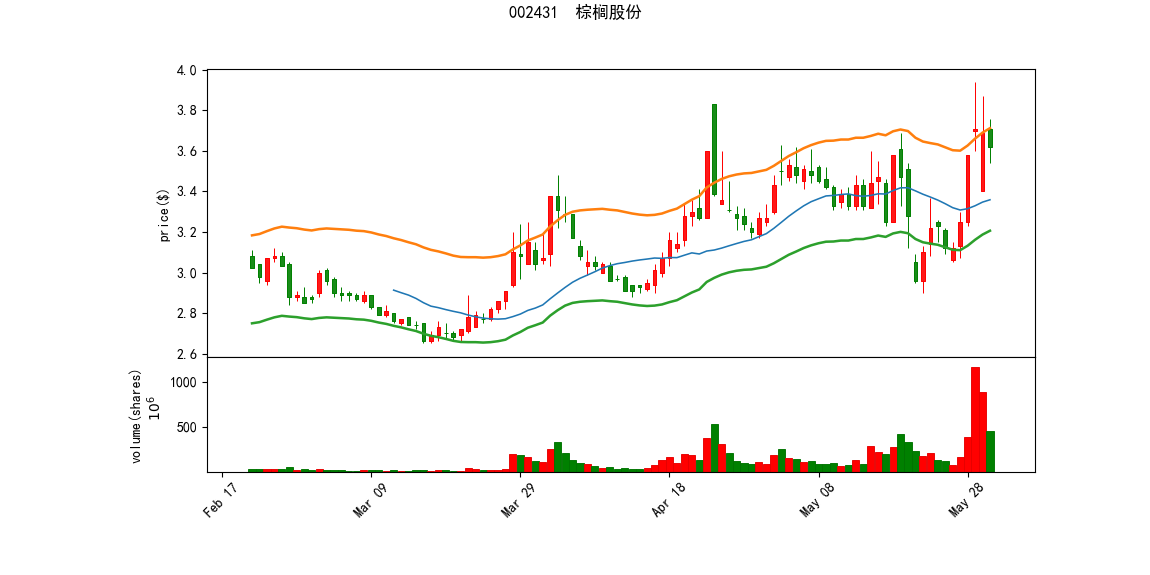 002431 棕榈股份
4.0
3.8
3.6
3.4
3.2
3.0
2.8
2.6
price($)
1000
500
volume(shares)
10^6
Feb 17
Mar 09
Mar 29
Apr 18
May 08
May 28